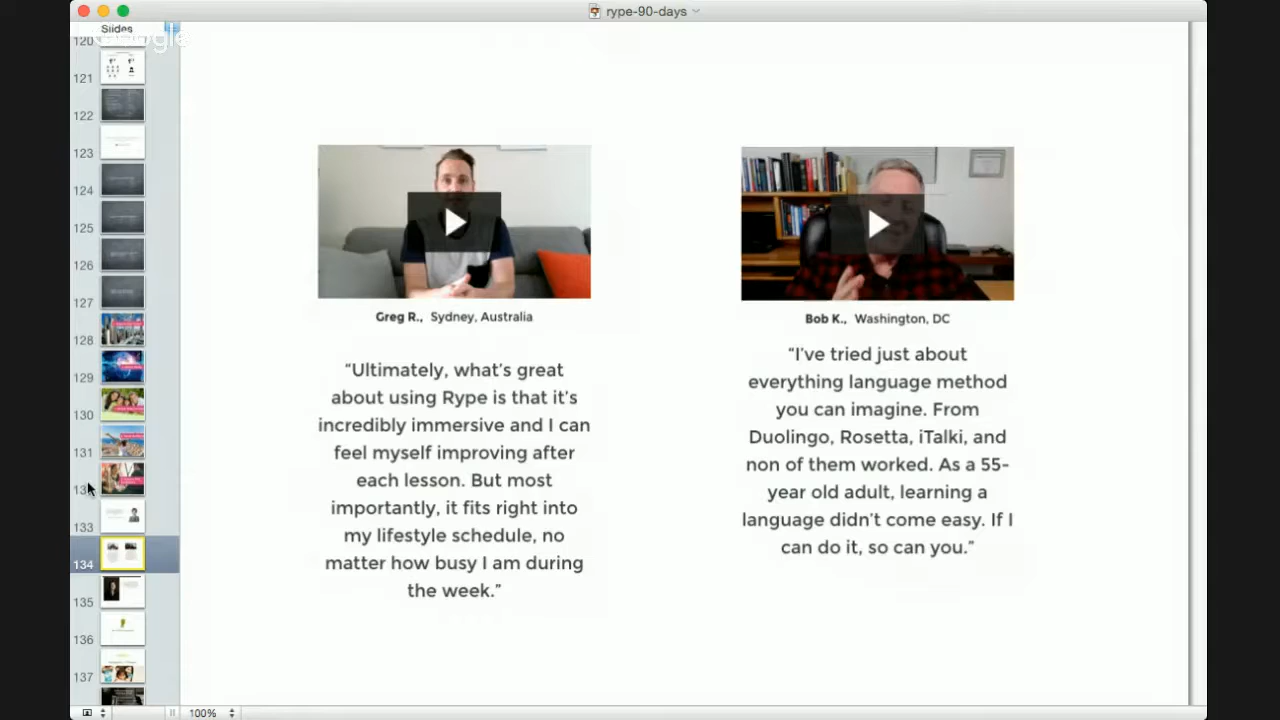 rype-90-days
Slides
120
121
122
123
124
125
126
127
128
129
130
131
133
134
135
136
137
Greg R., Sydney, Australia
“Ultimately, what’s great
about using Rype is that it’s
incredibly immersive and I can
feel myself improving after
each lesson. But most
importantly, it fits right into
my lifestyle schedule, no
matter how busy I am during
the week.”
Bob K., Washington, DC
“I’ve tried just about
everything language method
you can imagine. From
Duolingo, Rosetta, iTalki, and
non of them worked. As a 55-
year old adult, learning a
language didn’t come easy. If I
can do it, so can you.”
100%